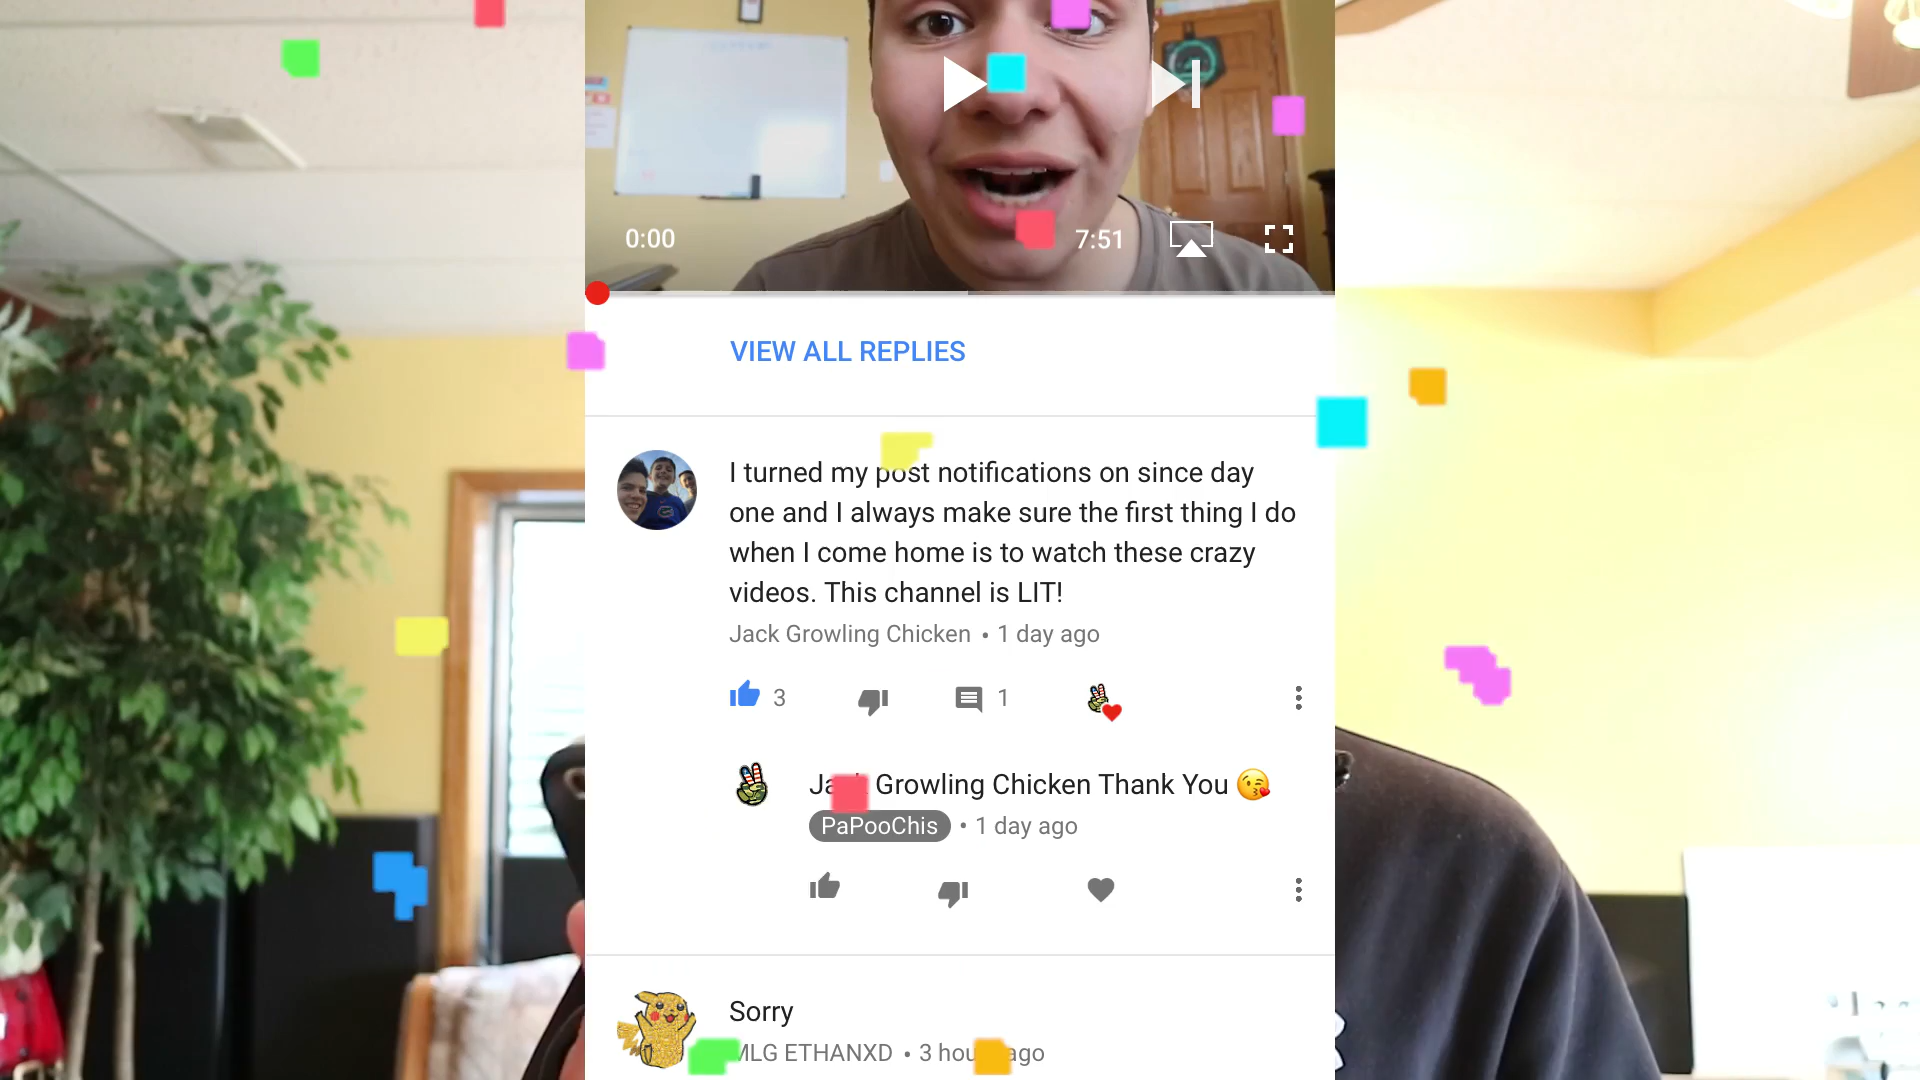 0:00
7:51
VIEW ALL REPLIES
I turned my post notifications on since day
one and I always make sure the first thing I do
when I come home is to watch these crazy
videos. This channel is LIT!
Jack Growling Chicken • 1 day ago
3
1
Growling Chicken Thank You 😘
PaPooChis • 1 day ago
Sorry
MLG ETHANXD • 3 ago